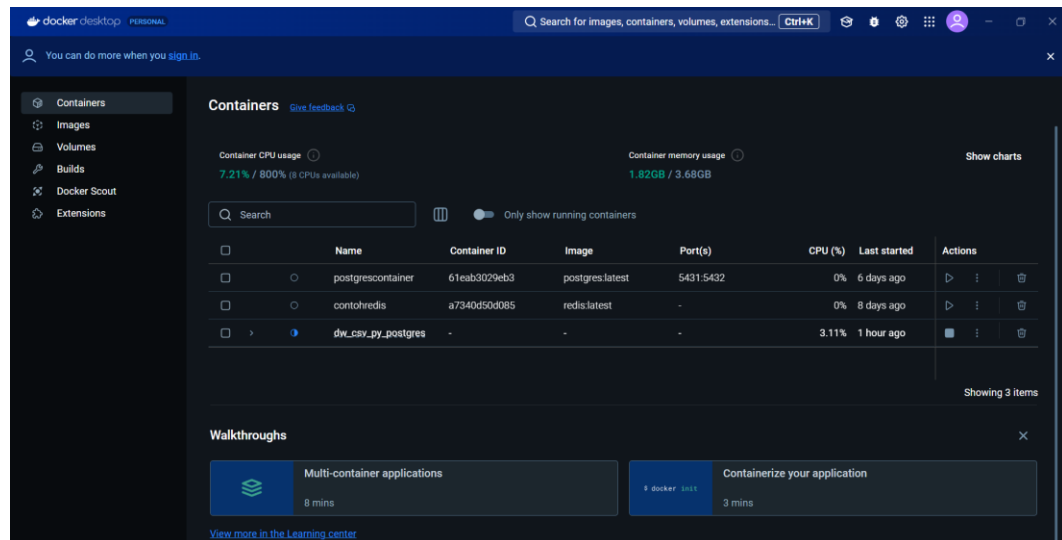 docker desktop PERSONAL Search for images, containers, volumes, extensions... Ctrl+K
You can do more when you sign in.
Containers
Images
Volumes
Builds
Docker Scout
Extensions
Containers Give feedback
Container CPU usage
7.21% / 800% (8 CPUs available)
Container memory usage
1.82GB / 3.68GB
Show charts
Search
Only show running containers
Name Container ID Image Port(s) CPU (%) Last started Actions
postgrescontainer 61eab3029eb3 postgres:latest 5431:5432 0% 6 days ago
contohredis a7340d50d085 redis:latest - 0% 8 days ago
dw_csv_py_postgres - - - 3.11% 1 hour ago
Showing 3 items
Walkthroughs
Multi-container applications
8 mins
$ docker init
Containerize your application
3 mins
View more in the Learning center